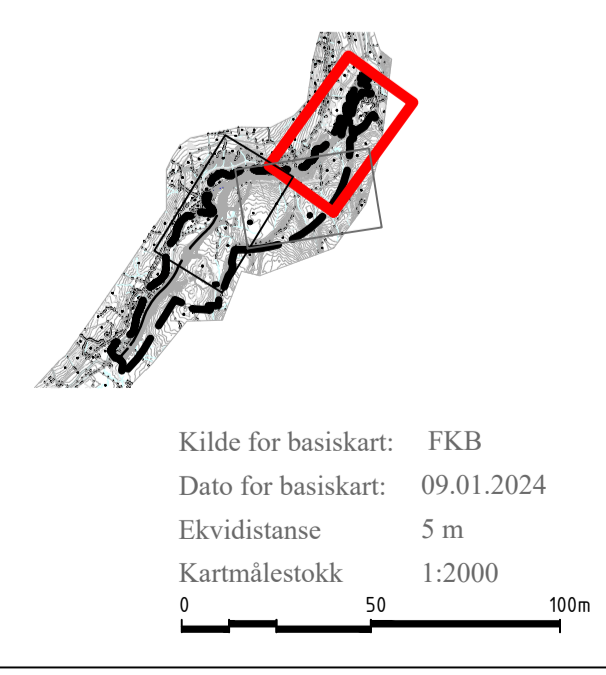 Kilde for basiskart: FKB
Dato for basiskart: 09.01.2024
Ekvidistanse 5 m
Kartmålestokk 1:2000
0 50 100m